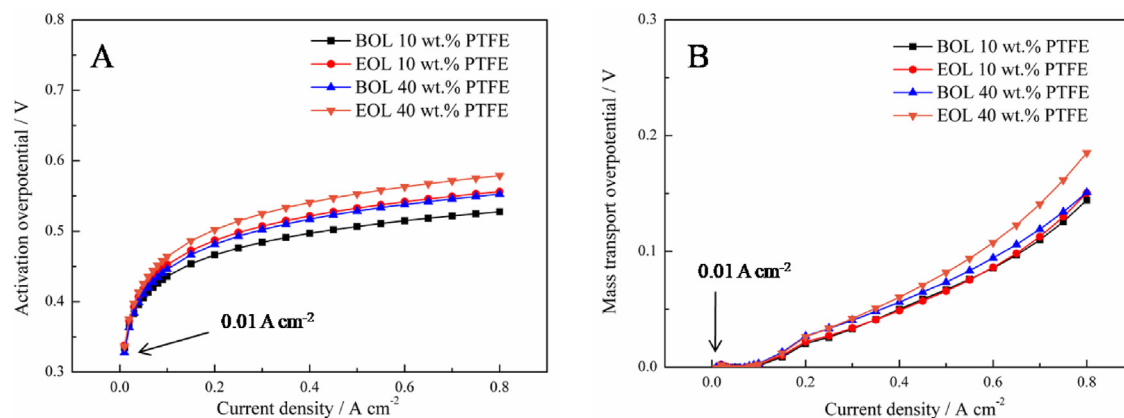 A
BOL 10 wt.% PTFE
EOL 10 wt.% PTFE
BOL 40 wt.% PTFE
EOL 40 wt.% PTFE
Activation overpotential / V
0.8
0.7
0.6
0.5
0.4
0.3
0.01 A cm⁻²
0.0 0.2 0.4 0.6 0.8
Current density / A cm⁻²
B
BOL 10 wt.% PTFE
EOL 10 wt.% PTFE
BOL 40 wt.% PTFE
EOL 40 wt.% PTFE
Mass transport overpotential / V
0.3
0.2
0.1
0.0
0.01 A cm⁻²
0.0 0.2 0.4 0.6 0.8
Current density / A cm⁻²